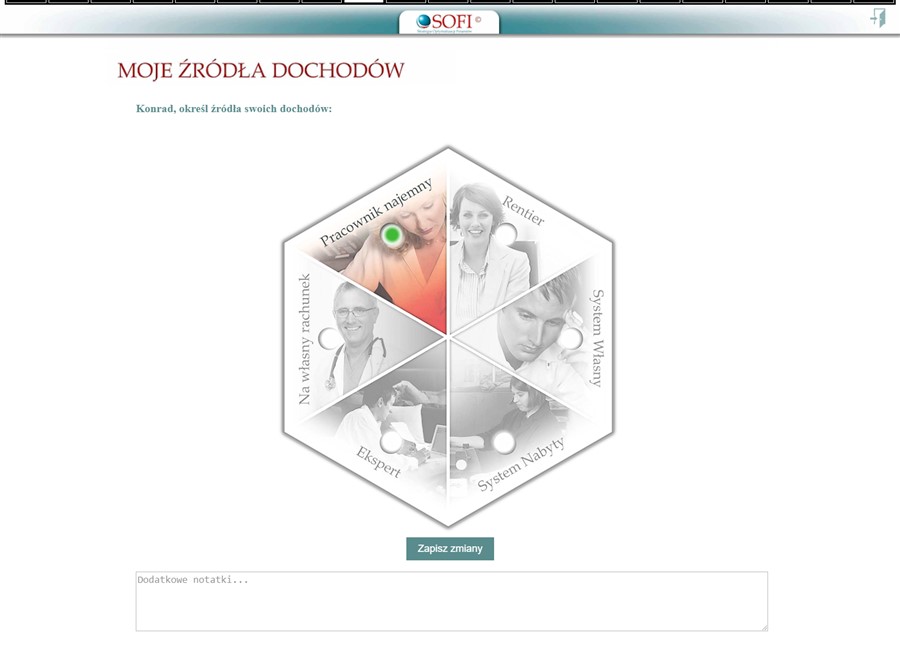 SOFI ©
MOJE ŹRÓDŁA DOCHODÓW
Konrad, określ źródła swoich dochodów:
Pracownik najemny
Rentier
Na własny rachunek
System Własny
Ekspert
System Nabyty
Zapisz zmiany
Dodatkowe notatki...